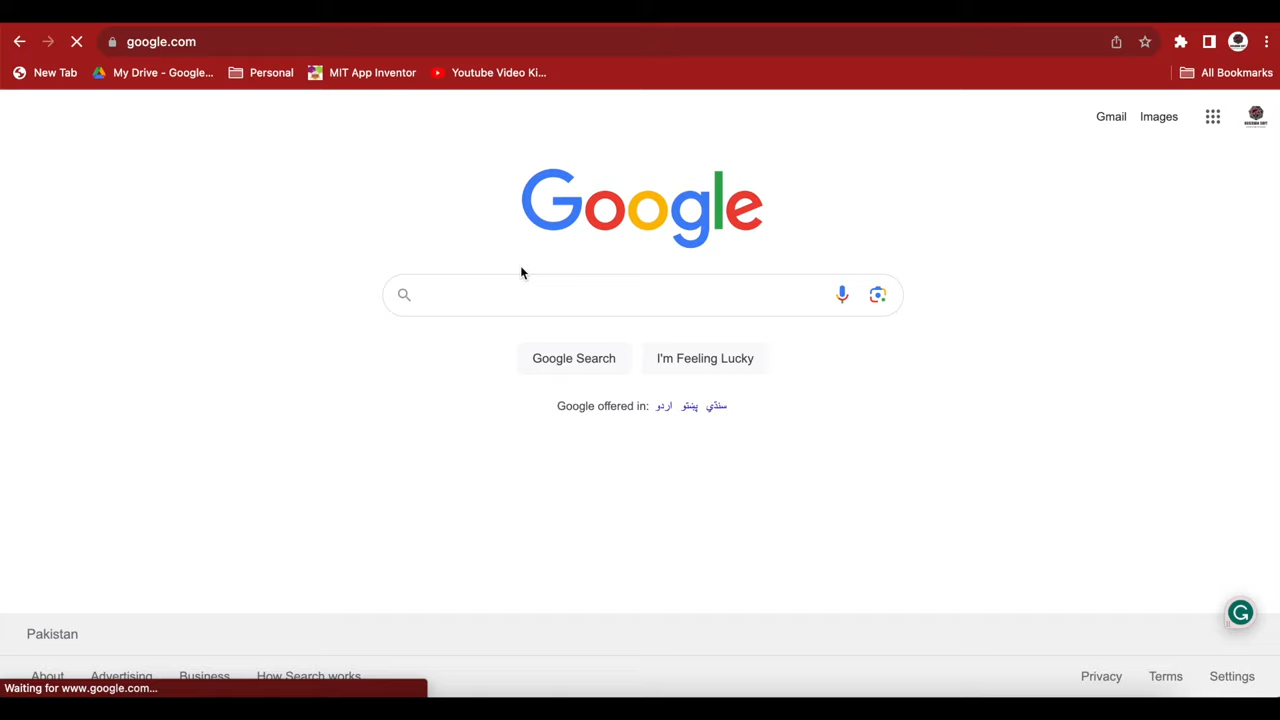 google.com
New Tab My Drive - Google... Personal MIT App Inventor Youtube Video Ki... All Bookmarks
Gmail Images
Google
Google Search I'm Feeling Lucky
Google offered in: اردو پښتو سنڌي
Pakistan
About Advertising Business How Search works Privacy Terms Settings
Waiting for www.google.com...